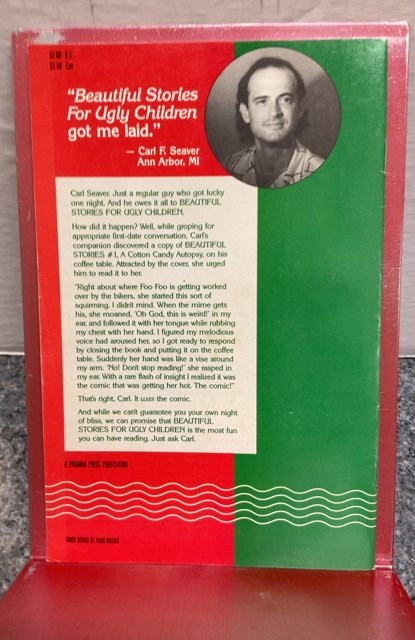 $2.00 U.S.
$2.50 Can
"Beautiful Stories
For Ugly Children
got me laid."
— Carl F. Seaver
Ann Arbor, MI
Carl Seaver. Just a regular guy who got lucky
one night. And he owes it all to BEAUTIFUL
STORIES FOR UGLY CHILDREN.
How did it happen? Well, while groping for
appropriate first-date conversation, Carl's
companion discovered a copy of BEAUTIFUL
STORIES #1, A Cotton Candy Autopsy, on his
coffee table. Attracted by the cover, she urged
him to read it to her.
"Right about where Foo Foo is getting worked
over by the bikers, she started this sort of
squirming. I didn't mind. When the mime gets
his, she moaned, 'Oh God, this is weird!' in my
ear, and followed it with her tongue while rubbing
my chest with her hand. I figured my melodious
voice had aroused her, so I got ready to respond
by closing the book and putting it on the coffee
table. Suddenly her hand was like a vise around
my arm. 'No! Don't stop reading!' she rasped in
my ear. With a rare flash of insight I realized it was
the comic that was getting her hot. The comic!"
That's right, Carl. It was the comic.
And while we can't guarantee you your own night
of bliss, we can promise that BEAUTIFUL
STORIES FOR UGLY CHILDREN is the most fun
you can have reading. Just ask Carl.
A PIRANHA PRESS PUBLICATION
COVER DESIGN BY DEAN MOTTER